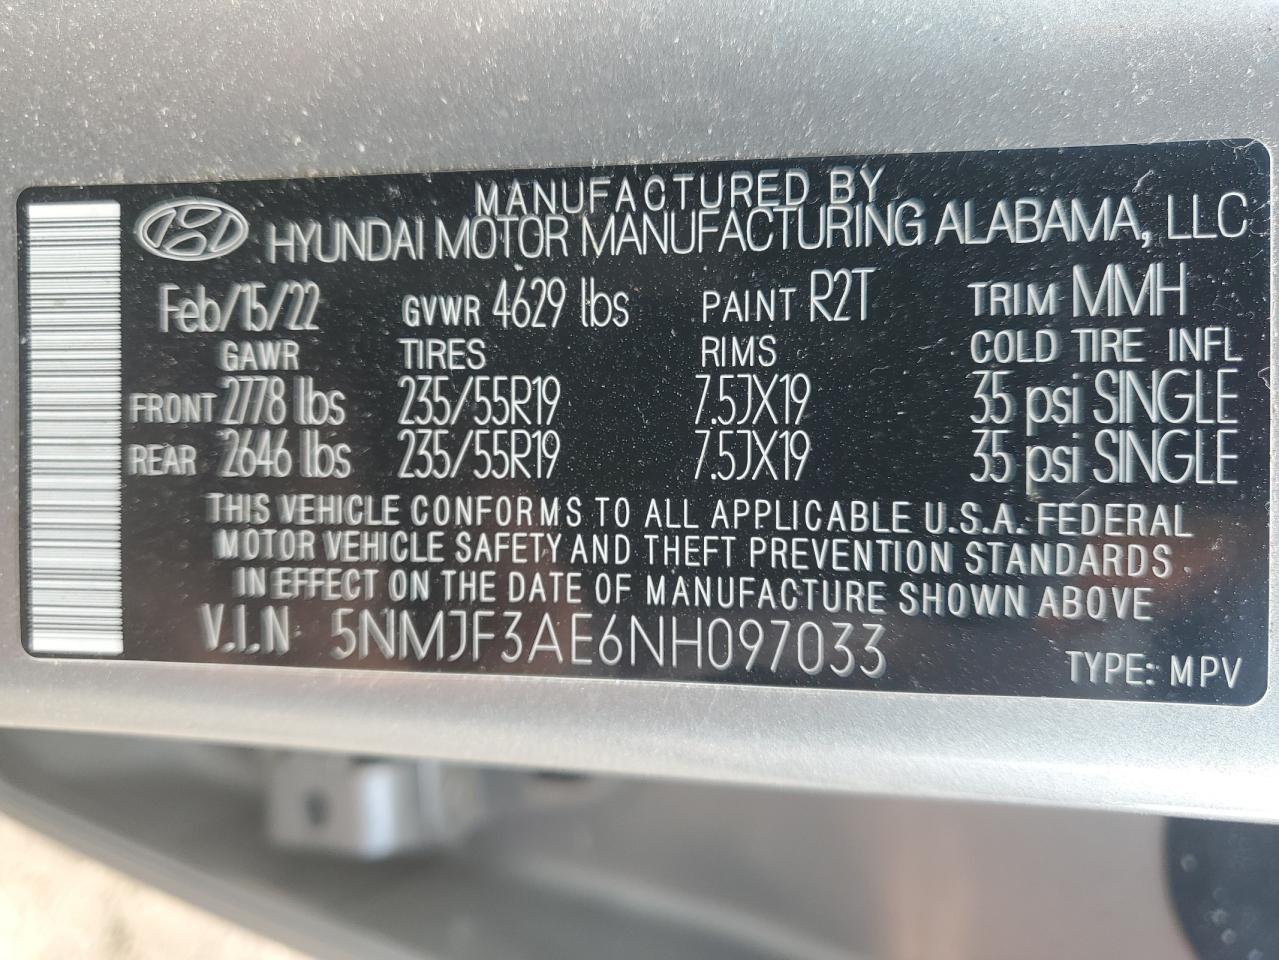 MANUFACTURED BY
HYUNDAI MOTOR MANUFACTURING ALABAMA, LLC
Feb/15/22 GVWR 4629 lbs PAINT R2T TRIM MMH
GAWR TIRES RIMS COLD TIRE INFL
FRONT 2778 lbs 235/55R19 7.5JX19 35 psi SINGLE
REAR 2646 lbs 235/55R19 7.5JX19 35 psi SINGLE
THIS VEHICLE CONFORMS TO ALL APPLICABLE U.S.A. FEDERAL
MOTOR VEHICLE SAFETY AND THEFT PREVENTION STANDARDS
IN EFFECT ON THE DATE OF MANUFACTURE SHOWN ABOVE
V.I.N 5NMJF3AE6NH097033
TYPE: MPV